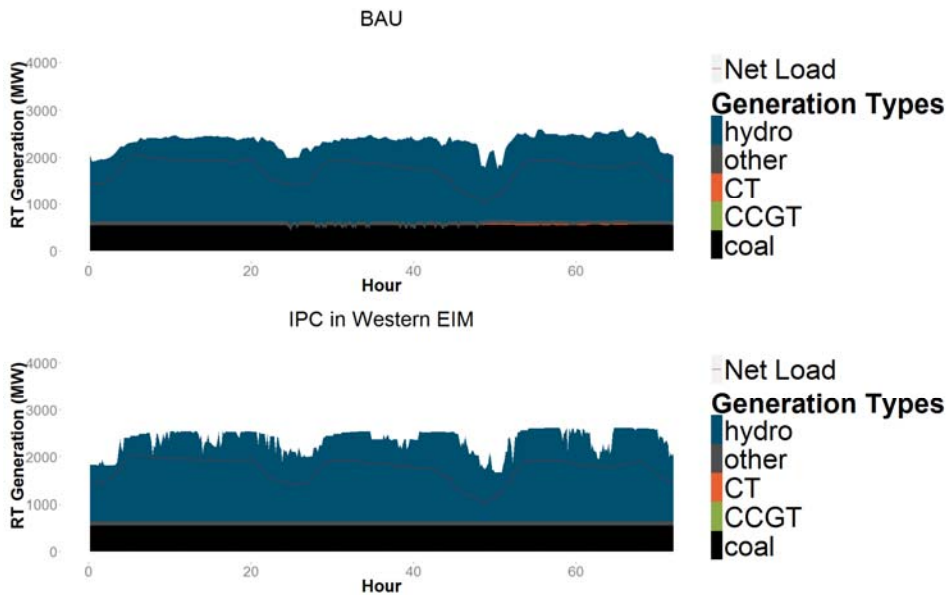 BAU
RT Generation (MW)
4000
3000
2000
1000
0
0 20 40 60
Hour
Net Load
Generation Types
hydro
other
CT
CCGT
coal
IPC in Western EIM
RT Generation (MW)
4000
3000
2000
1000
0
0 20 40 60
Hour
Net Load
Generation Types
hydro
other
CT
CCGT
coal